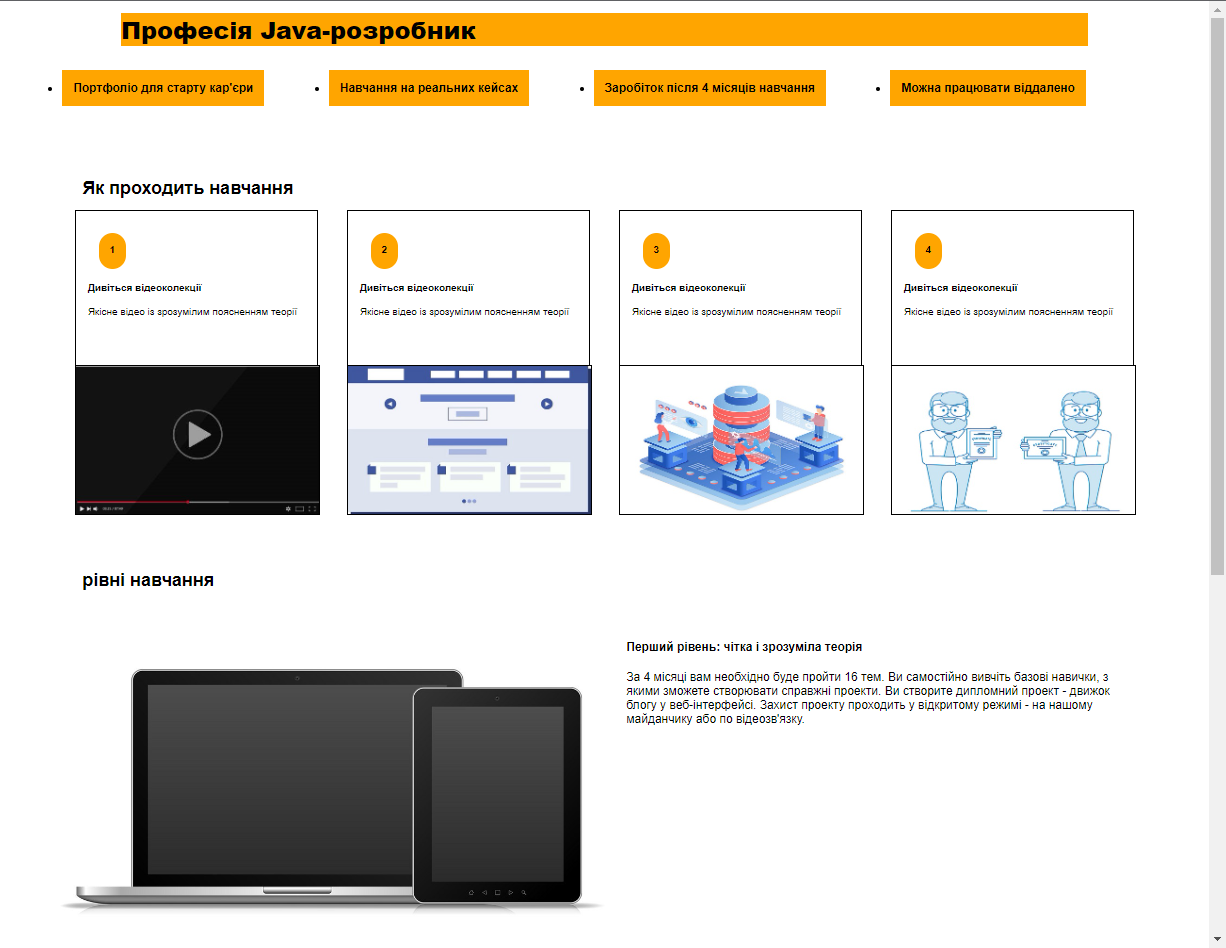 Професія Java-розробник
Портфоліо для старту кар'єри
Навчання на реальних кейсах
Заробіток після 4 місяців навчання
Можна працювати віддалено
Як проходить навчання
1
Дивіться відеоколекції
Якісне відео із зрозумілим поясненням теорії
2
Дивіться відеоколекції
Якісне відео із зрозумілим поясненням теорії
3
Дивіться відеоколекції
Якісне відео із зрозумілим поясненням теорії
4
Дивіться відеоколекції
Якісне відео із зрозумілим поясненням теорії
рівні навчання
Перший рівень: чітка і зрозуміла теорія
За 4 місяці вам необхідно буде пройти 16 тем. Ви самостійно вивчіть базові навички, з
якими зможете створювати справжні проекти. Ви створите дипломний проект - движок
блогу у веб-інтерфейсі. Захист проекту проходить у відкритому режимі - на нашому
майданчику або по відеозв'язку.